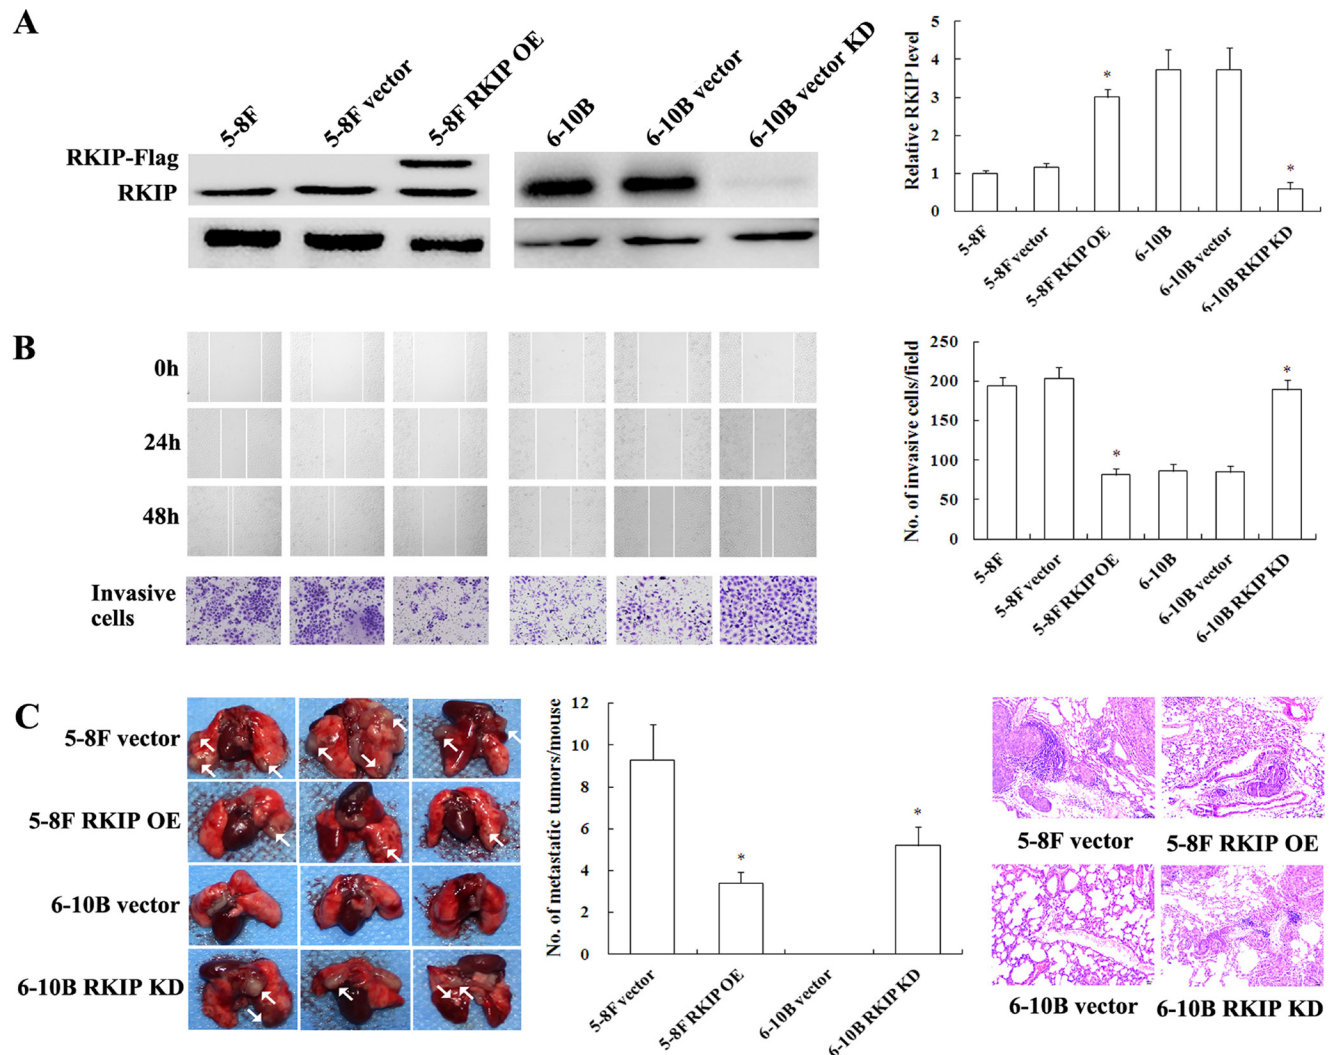 A
5-8F
5-8F vector
5-8F RKIP OE
6-10B
6-10B vector
6-10B vector KD
RKIP-Flag
RKIP
Relative RKIP level
5
4
3
2
1
0
*
*
5-8F
5-8F vector
5-8F RKIP OE
6-10B
6-10B vector
6-10B RKIP KD
B
0h
24h
48h
Invasive
cells
No. of invasive cells/field
250
200
150
100
50
0
*
*
5-8F
5-8F vector
5-8F RKIP OE
6-10B
6-10B vector
6-10B RKIP KD
C
5-8F vector
5-8F RKIP OE
6-10B vector
6-10B RKIP KD
No. of metastatic tumors/mouse
12
10
8
6
4
2
0
*
*
5-8F vector
5-8F RKIP OE
6-10B vector
6-10B RKIP KD
5-8F vector
5-8F RKIP OE
6-10B vector
6-10B RKIP KD